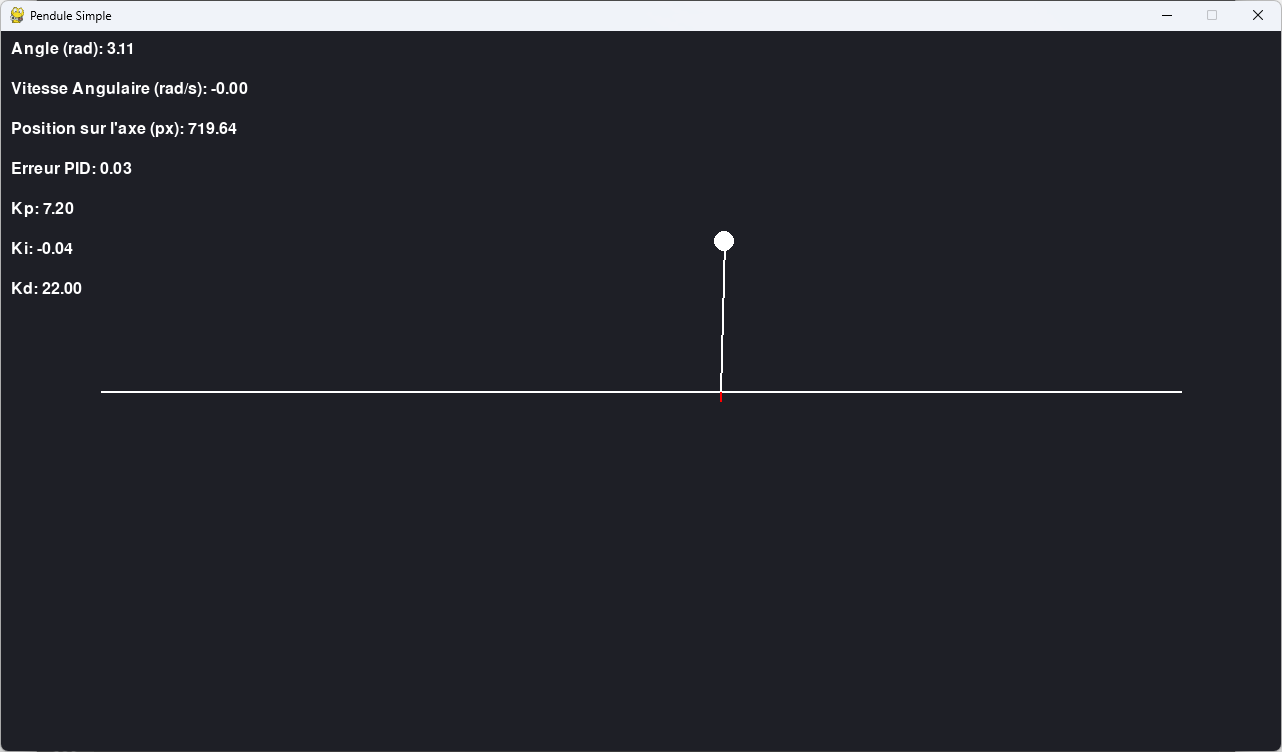 Pendule Simple
Angle (rad): 3.11
Vitesse Angulaire (rad/s): -0.00
Position sur l'axe (px): 719.64
Erreur PID: 0.03
Kp: 7.20
Ki: -0.04
Kd: 22.00